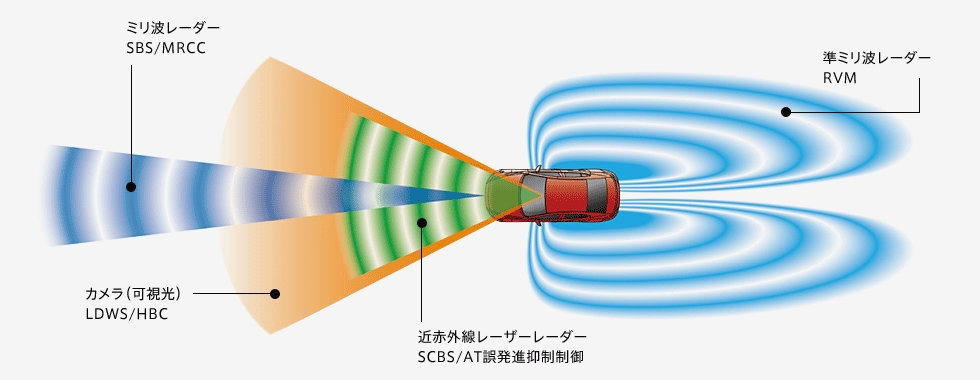 ミリ波レーダー
SBS/MRCC
準ミリ波レーダー
RVM
カメラ（可視光）
LDWS/HBC
近赤外線レーザーレーダー
SCBS/AT誤発進抑制制御